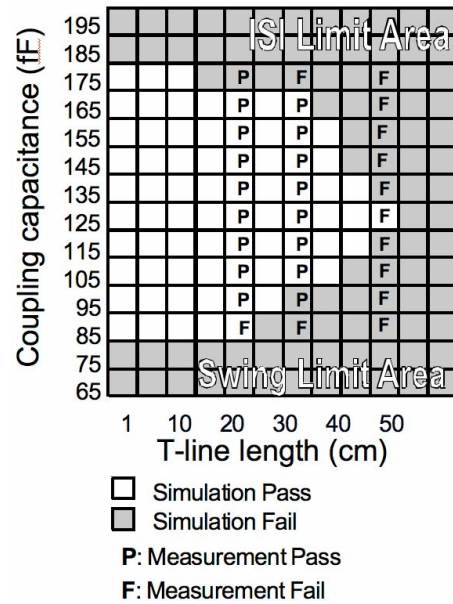 Coupling capacitance (fF)
195 ISI Limit Area
185
175 P F F
165 P P F
155 P P F
145 P P F
135 P P F
125 P P F
115 P P F
105 P P F
95 P P F
85 F F F
75 Swing Limit Area
65
1 10 20 30 40 50
T-line length (cm)
Simulation Pass
Simulation Fail
P: Measurement Pass
F: Measurement Fail